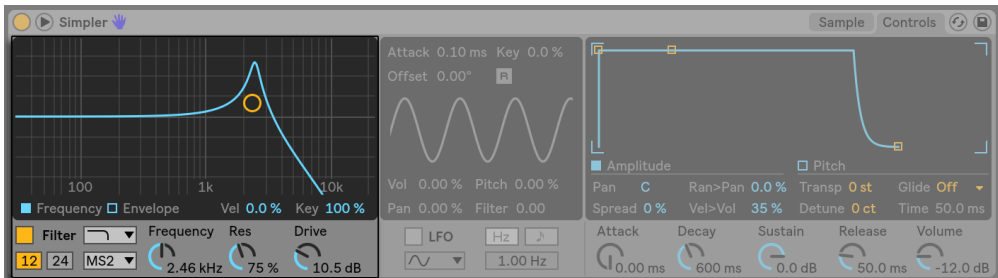 Simpler Sample Controls
100 1k 10k
Frequency Envelope Vel 0.0 % Key 100 %
Filter Frequency Res Drive
12 24 MS2 2.46 kHz 75 % 10.5 dB
Attack 0.10 ms Key 0.0 %
Offset 0.00° R
Vol 0.00 % Pitch 0.00 %
Pan 0.00 % Filter 0.00
LFO Hz ♪
1.00 Hz
Amplitude Pitch
Pan C Ran>Pan 0.0 % Transp 0 st Glide Off
Spread 0 % Vel>Vol 35 % Detune 0 ct Time 50.0 ms
Attack Decay Sustain Release Volume
0.00 ms 600 ms 0.0 dB 50.0 ms -12.0 dB